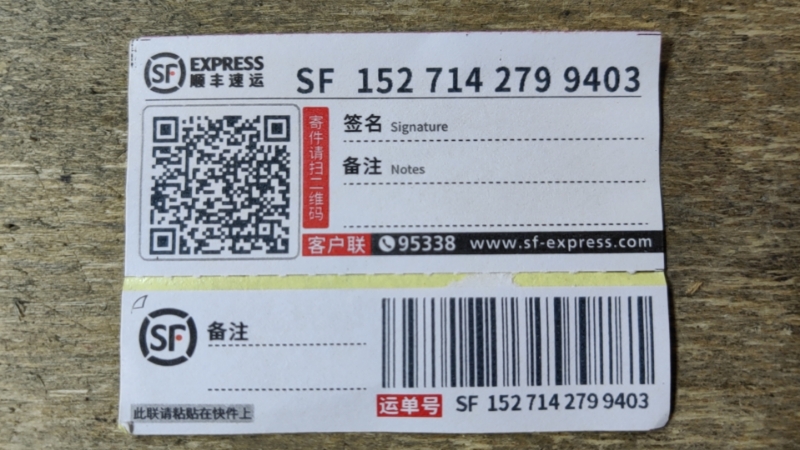 SF EXPRESS
顺丰速运
SF 152 714 279 9403
寄件请扫二维码
签名 Signature
备注 Notes
客户联 95338 www.sf-express.com
SF 备注
此联请粘贴在快件上
运单号 SF 152 714 279 9403